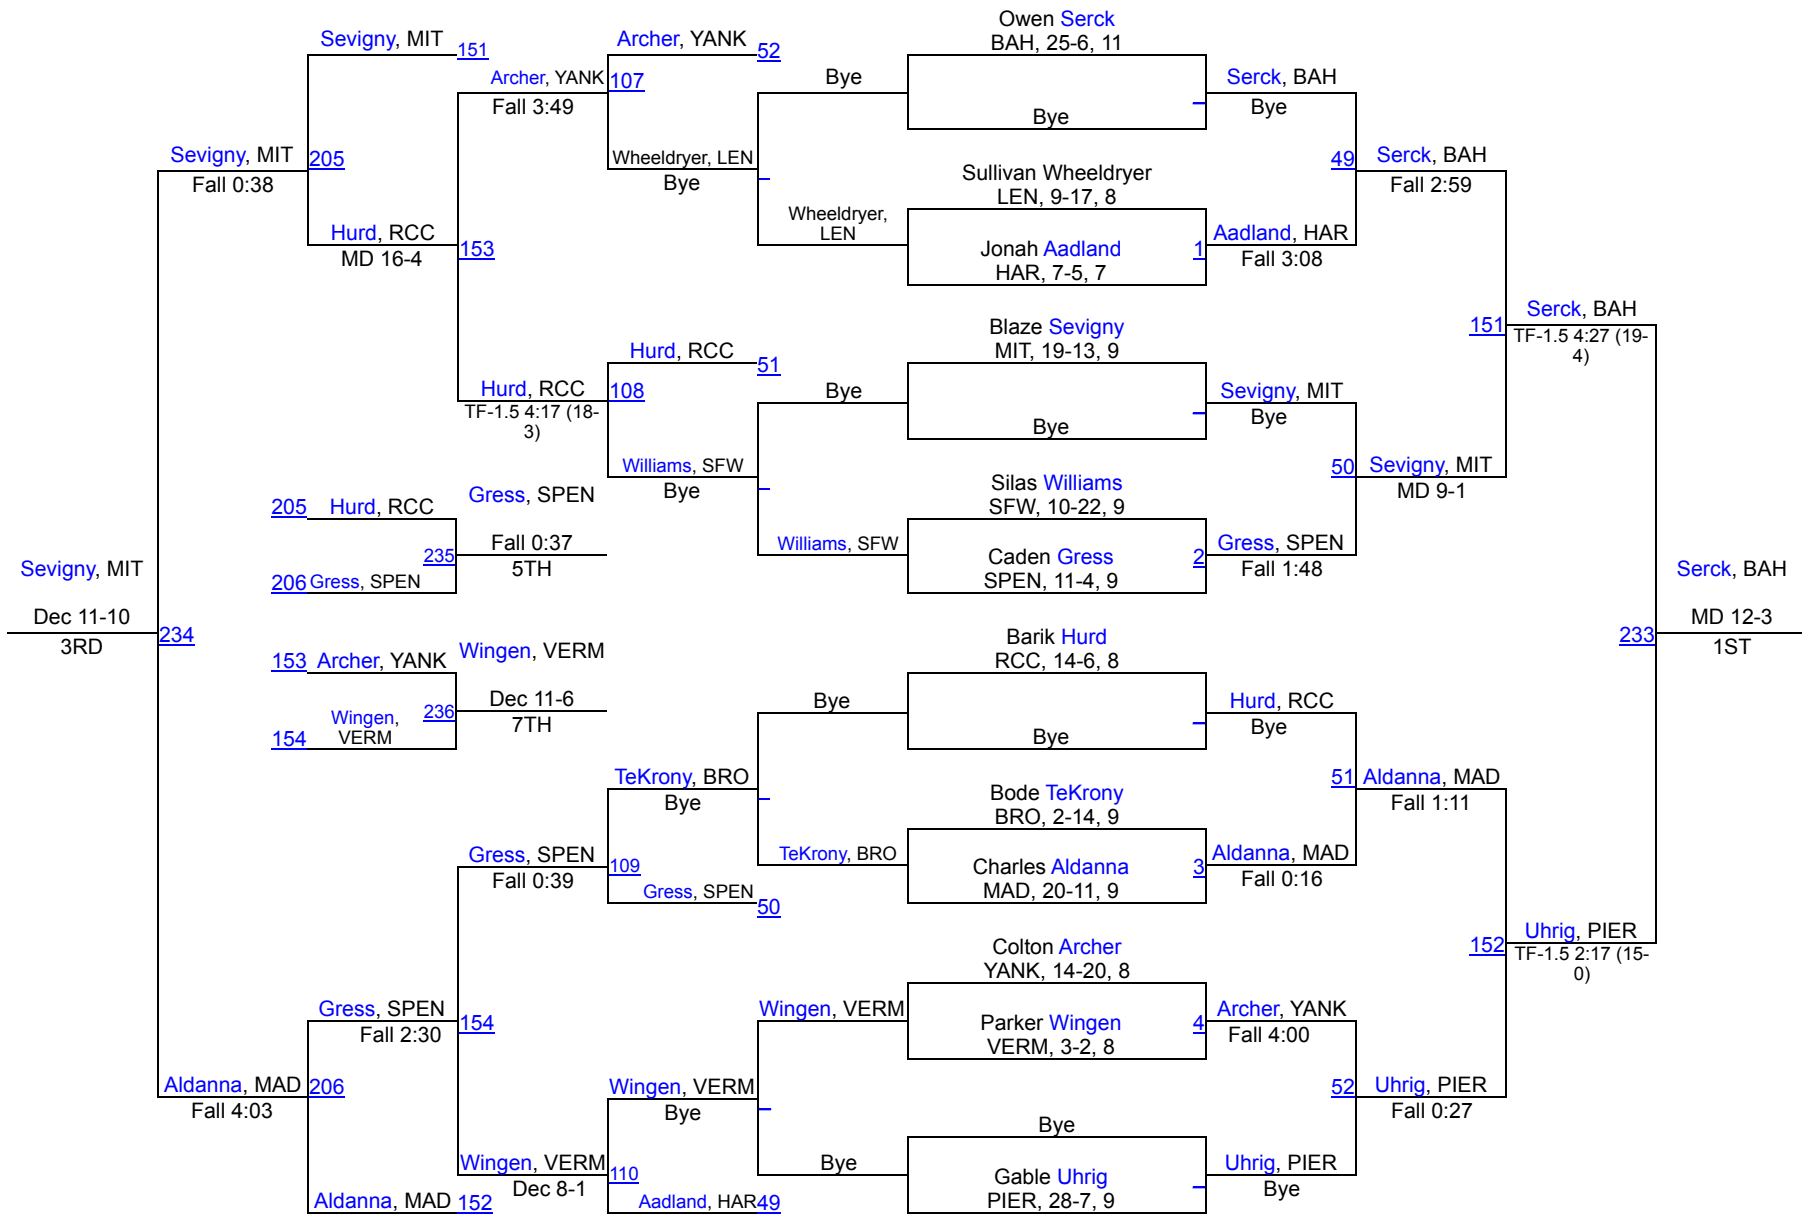 Owen Serck
BAH, 25-6, 11
Bye
Sullivan Wheeldryer
LEN, 9-17, 8
Jonah Aadland
HAR, 7-5, 7
1
Blaze Sevigny
MIT, 19-13, 9
Bye
Silas Williams
SFW, 10-22, 9
Caden Gress
SPEN, 11-4, 9
2
Barik Hurd
RCC, 14-6, 8
Bye
Bode TeKrony
BRO, 2-14, 9
Charles Aldanna
MAD, 20-11, 9
3
Colton Archer
YANK, 14-20, 8
Parker Wingen
VERM, 3-2, 8
4
Bye
Gable Uhrig
PIER, 28-7, 9
Serck, BAH
Bye
49
Aadland, HAR
Fall 3:08
Sevigny, MIT
Bye
50
Gress, SPEN
Fall 1:48
Hurd, RCC
Bye
51
Aldanna, MAD
Fall 0:16
Archer, YANK
Fall 4:00
52
Uhrig, PIER
Bye
Serck, BAH
Fall 2:59
151
Sevigny, MIT
MD 9-1
Aldanna, MAD
Fall 1:11
152
Uhrig, PIER
Fall 0:27
Serck, BAH
TF-1.5 4:27 (19-
4)
233
Uhrig, PIER
TF-1.5 2:17 (15-
0)
Serck, BAH
MD 12-3
1ST
Bye
Wheeldryer,
LEN
Bye
Williams, SFW
Bye
TeKrony, BRO
Wingen, VERM
Bye
Archer, YANK
52
107
Wheeldryer, LEN
Bye
Hurd, RCC
51
108
Williams, SFW
Bye
TeKrony, BRO
Bye
109
Gress, SPEN
50
Wingen, VERM
Bye
110
Aadland, HAR
49
Archer, YANK
Fall 3:49
153
Hurd, RCC
TF-1.5 4:17 (18-
3)
Gress, SPEN
Fall 0:39
154
Wingen, VERM
Dec 8-1
Sevigny, MIT
151
205
Hurd, RCC
MD 16-4
Gress, SPEN
Fall 2:30
206
Aldanna, MAD
152
205
Hurd, RCC
235
206
Gress, SPEN
Gress, SPEN
Fall 0:37
5TH
153
Archer, YANK
236
154
Wingen,
VERM
Wingen, VERM
Dec 11-6
7TH
Sevigny, MIT
Fall 0:38
234
Aldanna, MAD
Fall 4:03
Sevigny, MIT
Dec 11-10
3RD